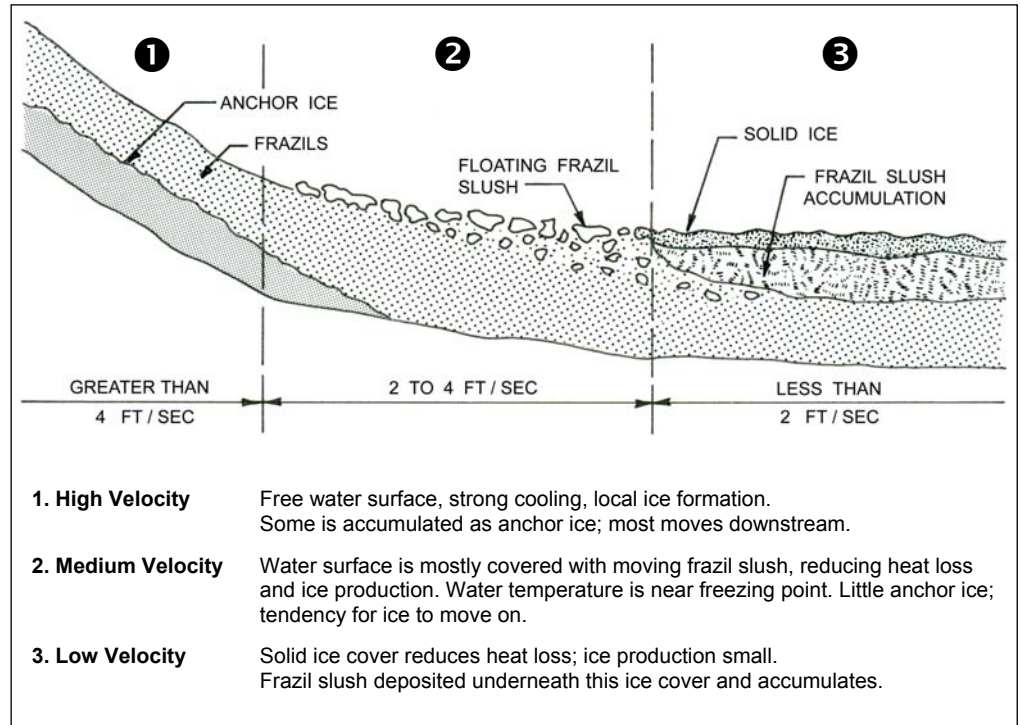 ❶ ❷ ❸
ANCHOR ICE
FRAZILS
FLOATING FRAZIL
SLUSH
SOLID ICE
FRAZIL SLUSH
ACCUMULATION
GREATER THAN
4 FT / SEC
2 TO 4 FT / SEC
LESS THAN
2 FT / SEC
1. High Velocity Free water surface, strong cooling, local ice formation.
Some is accumulated as anchor ice; most moves downstream.
2. Medium Velocity Water surface is mostly covered with moving frazil slush, reducing heat loss
and ice production. Water temperature is near freezing point. Little anchor ice;
tendency for ice to move on.
3. Low Velocity Solid ice cover reduces heat loss; ice production small.
Frazil slush deposited underneath this ice cover and accumulates.